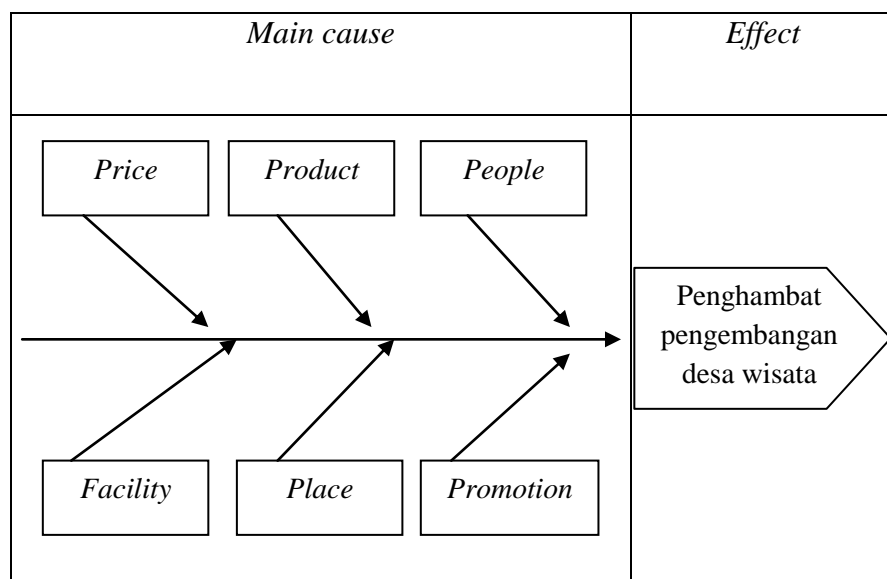 Main cause
Effect
Price
Product
People
Penghambat
pengembangan
desa wisata
Facility
Place
Promotion